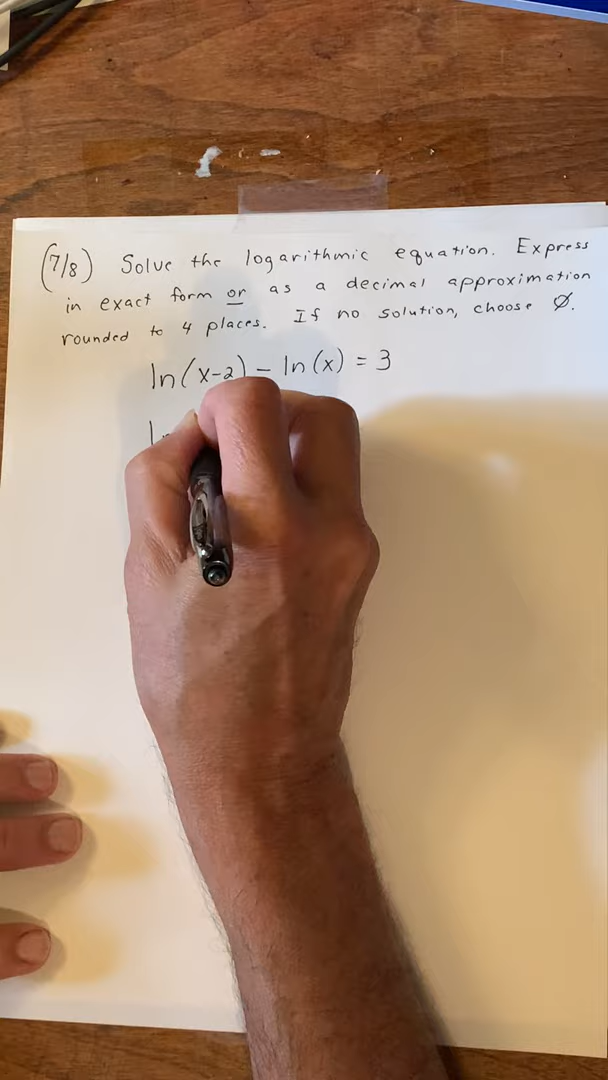 (7/8) Solve the logarithmic equation. Express
in exact form or as a decimal approximation
rounded to 4 places. If no solution, choose ∅.
ln(x-2) - ln(x) = 3